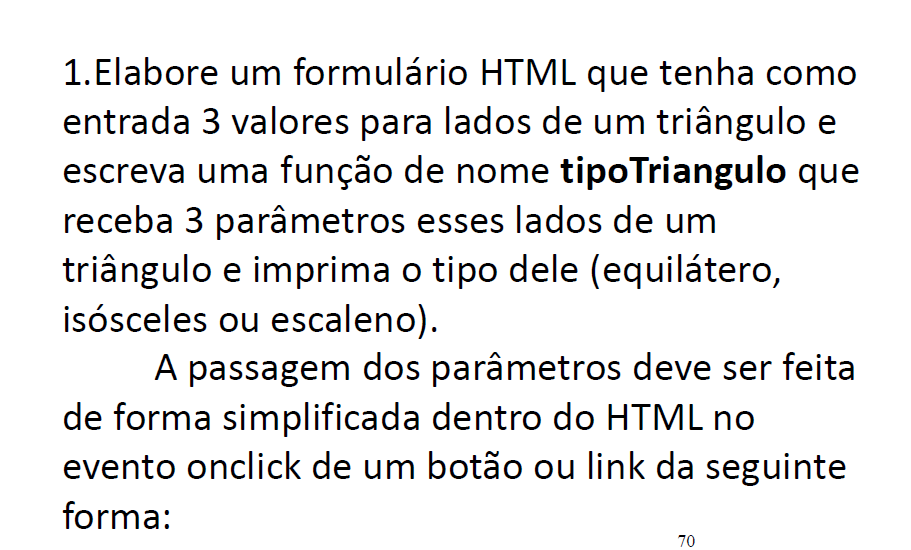 1.Elabore um formulário HTML que tenha como
entrada 3 valores para lados de um triângulo e
escreva uma função de nome tipoTriangulo que
receba 3 parâmetros esses lados de um
triângulo e imprima o tipo dele (equilátero,
isósceles ou escaleno).
A passagem dos parâmetros deve ser feita
de forma simplificada dentro do HTML no
evento onclick de um botão ou link da seguinte
forma:
70